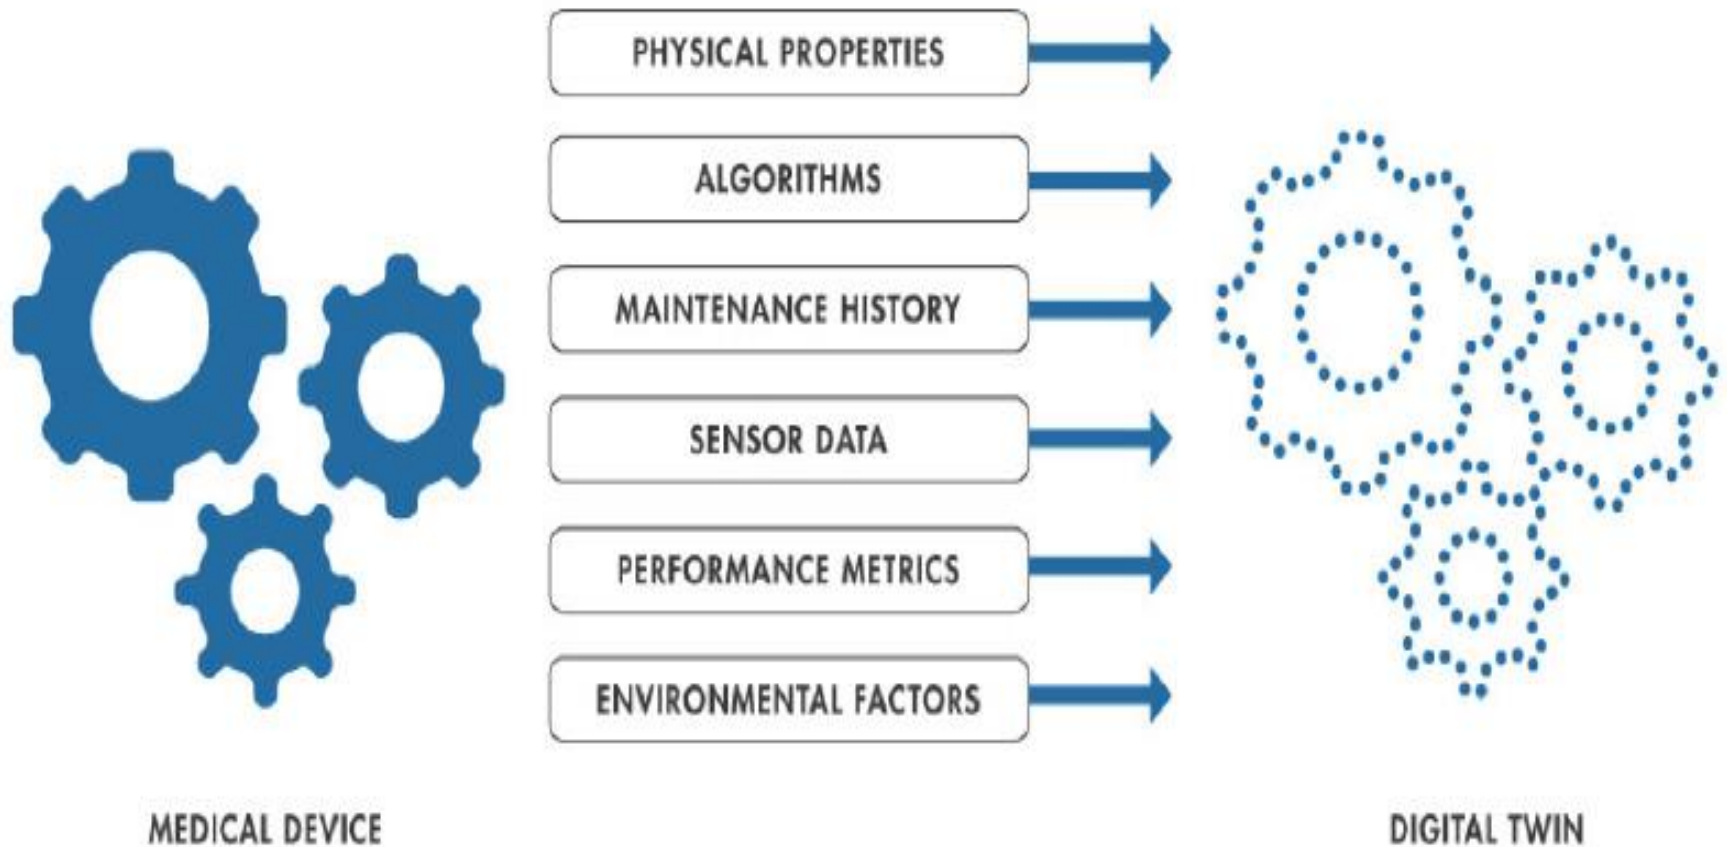 PHYSICAL PROPERTIES
ALGORITHMS
MAINTENANCE HISTORY
SENSOR DATA
PERFORMANCE METRICS
ENVIRONMENTAL FACTORS
MEDICAL DEVICE
DIGITAL TWIN